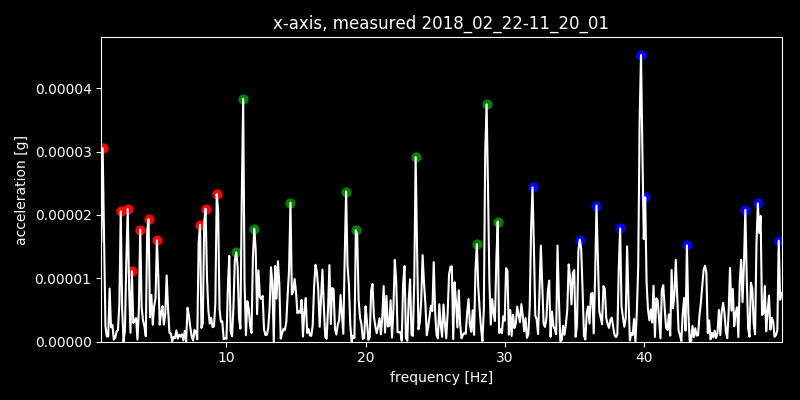 x-axis, measured 2018_02_22-11_20_01
0.00004
0.00003
0.00002
0.00001
0.00000
acceleration [g]
10 20 30 40
frequency [Hz]